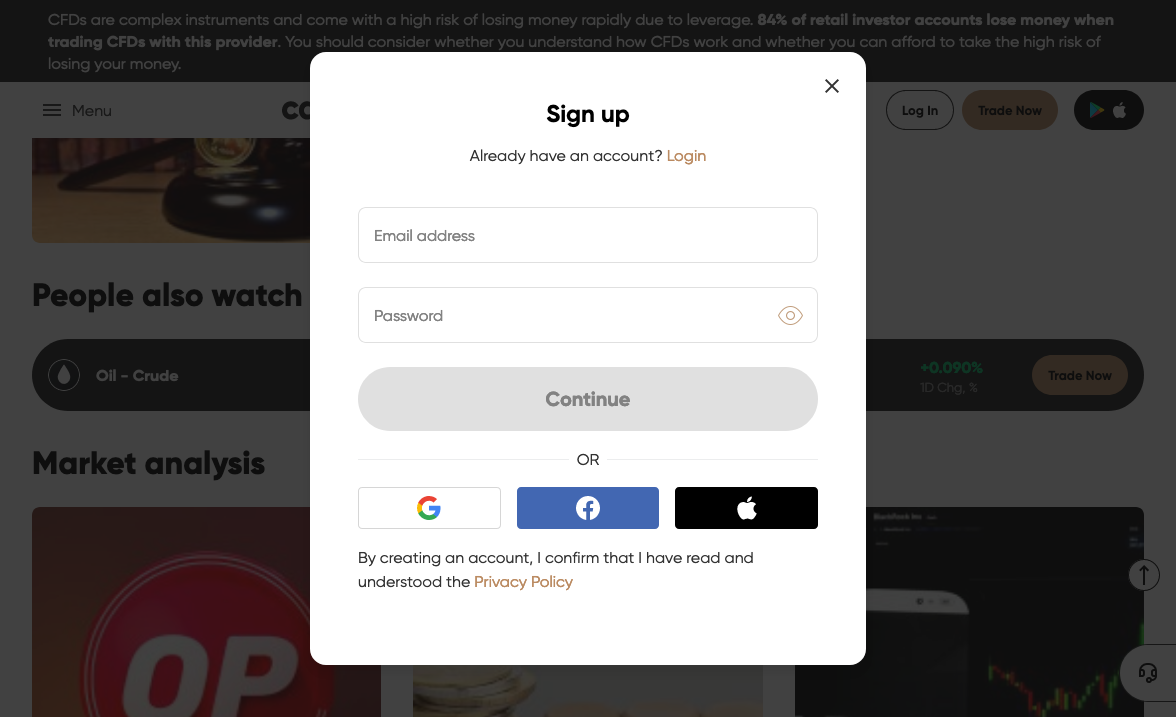 CFDs are complex instruments and come with a high risk of losing money rapidly due to leverage. 84% of retail investor accounts lose money when
trading CFDs with this provider. You should consider whether you understand how CFDs work and whether you can afford to take the high risk of
losing your money.
Menu
Log In
Trade Now
Sign up
Already have an account? Login
Email address
Password
Continue
OR
By creating an account, I confirm that I have read and
understood the Privacy Policy
People also watch
Oil - Crude
+0.090%
1D Chg, %
Trade Now
Market analysis
OP